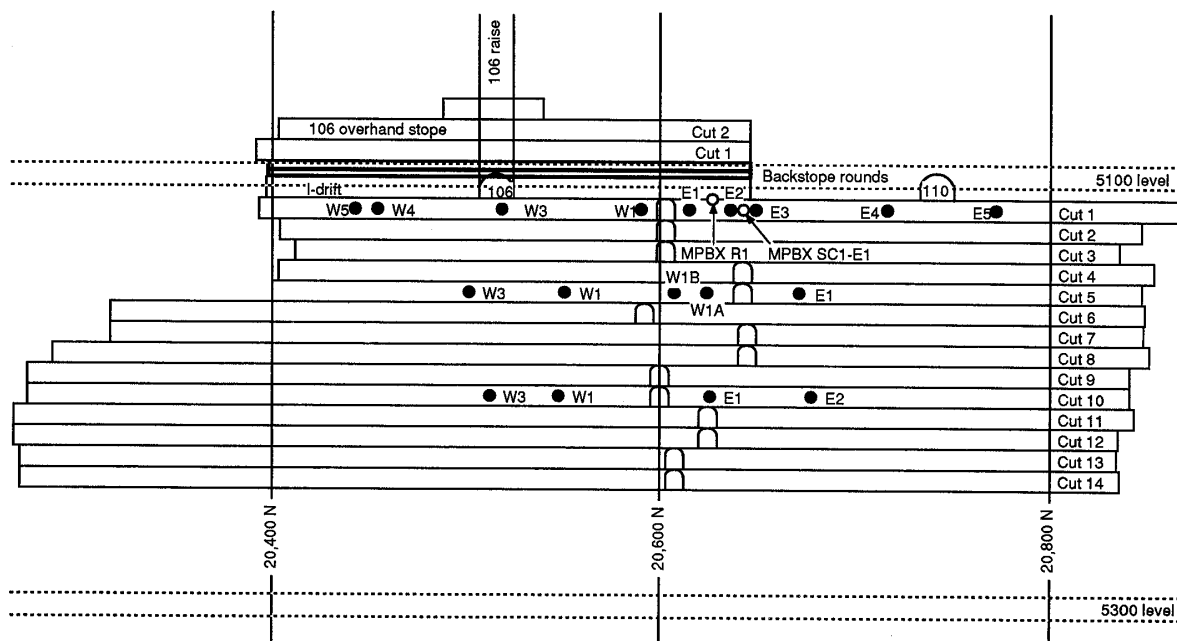 106 raise
106 overhand stope
Cut 2
Cut 1
Backstope rounds
I-drift
106
110
5100 level
E1
E2
W5
W4
W3
W1
E3
E4
E5
Cut 1
Cut 2
MPBX R1
MPBX SC1-E1
Cut 3
Cut 4
W1B
W3
W1
W1A
E1
Cut 5
Cut 6
Cut 7
Cut 8
Cut 9
W3
W1
E1
E2
Cut 10
Cut 11
Cut 12
Cut 13
Cut 14
20,400 N
20,600 N
20,800 N
5300 level